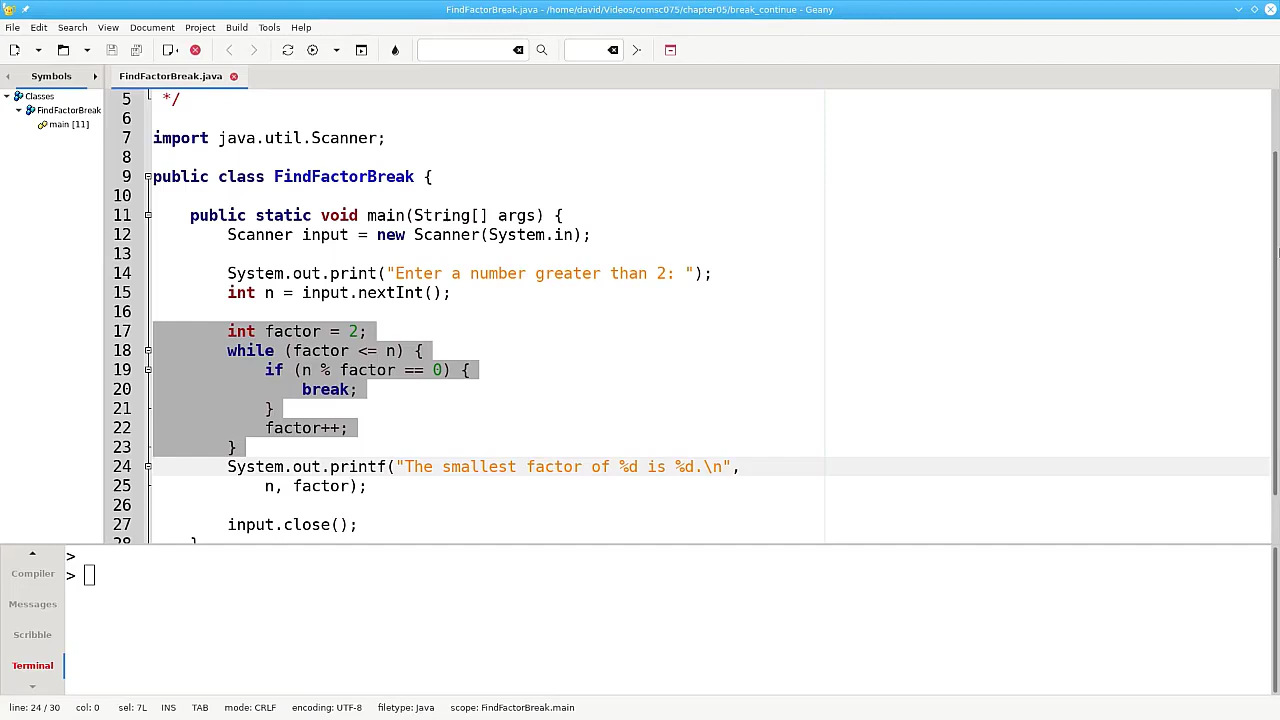 FindFactorBreak.java - /home/david/Videos/comsc075/chapter05/break_continue - Geany
File Edit Search View Document Project Build Tools Help
Symbols FindFactorBreak.java
Classes
FindFactorBreak
main [11]
5 */
6
7 import java.util.Scanner;
8
9 public class FindFactorBreak {
10
11 public static void main(String[] args) {
12 Scanner input = new Scanner(System.in);
13
14 System.out.print("Enter a number greater than 2: ");
15 int n = input.nextInt();
16
17 int factor = 2;
18 while (factor <= n) {
19 if (n % factor == 0) {
20 break;
21 }
22 factor++;
23 }
24 System.out.printf("The smallest factor of %d is %d.\n",
25 n, factor);
26
27 input.close();
28 }
>
>
Compiler
Messages
Scribble
Terminal
line: 24 / 30 col: 0 sel: 7L INS TAB mode: CRLF encoding: UTF-8 filetype: Java scope: FindFactorBreak.main